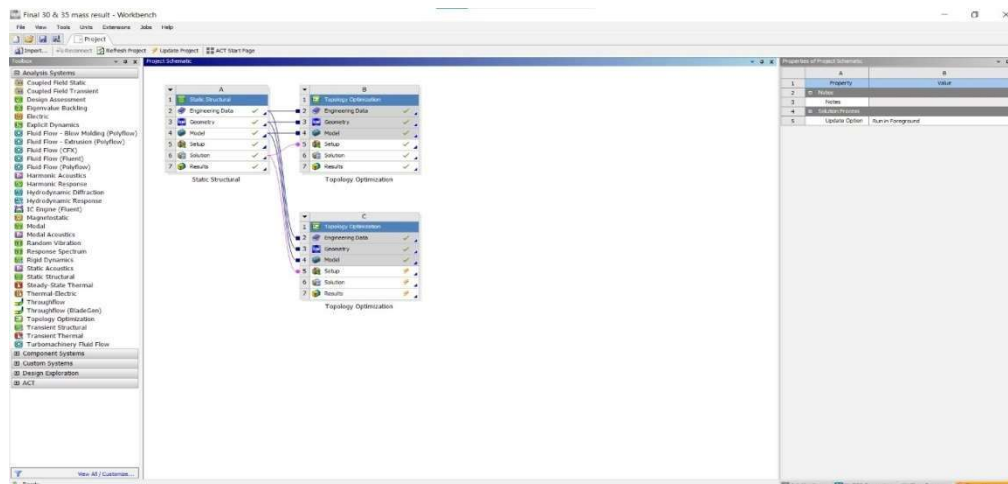 Final 30 & 35 mass result - Workbench
File View Tools Units Extensions Jobs Help
Project
Import... Reconnect Refresh Project Update Project ACT Start Page
Toolbox
Analysis Systems
Coupled Field Static
Coupled Field Transient
Design Assessment
Eigenvalue Buckling
Electric
Explicit Dynamics
Fluid Flow - Blow Molding (Polyflow)
Fluid Flow - Extrusion (Polyflow)
Fluid Flow (CFX)
Fluid Flow (Fluent)
Fluid Flow (Polyflow)
Harmonic Acoustics
Harmonic Response
Hydrodynamic Diffraction
Hydrodynamic Response
IC Engine (Fluent)
Magnetostatic
Modal
Modal Acoustics
Random Vibration
Response Spectrum
Rigid Dynamics
Static Acoustics
Static Structural
Steady-State Thermal
Thermal-Electric
Throughflow
Throughflow (BladeGen)
Topology Optimization
Transient Structural
Transient Thermal
Turbomachinery Fluid Flow
Component Systems
Custom Systems
Design Exploration
ACT
View All / Customize...
Project Schematic
A
1 Static Structural
2 Engineering Data
3 Geometry
4 Model
5 Setup
6 Solution
7 Results
Static Structural
B
1 Topology Optimization
2 Engineering Data
3 Geometry
4 Model
5 Setup
6 Solution
7 Results
Topology Optimization
C
1 Topology Optimization
2 Engineering Data
3 Geometry
4 Model
5 Setup
6 Solution
7 Results
Topology Optimization
Properties of Project Schematic
A B
1 Property Value
2 Notes
3 Notes
4 Solution Process
5 Update Option Run in Foreground